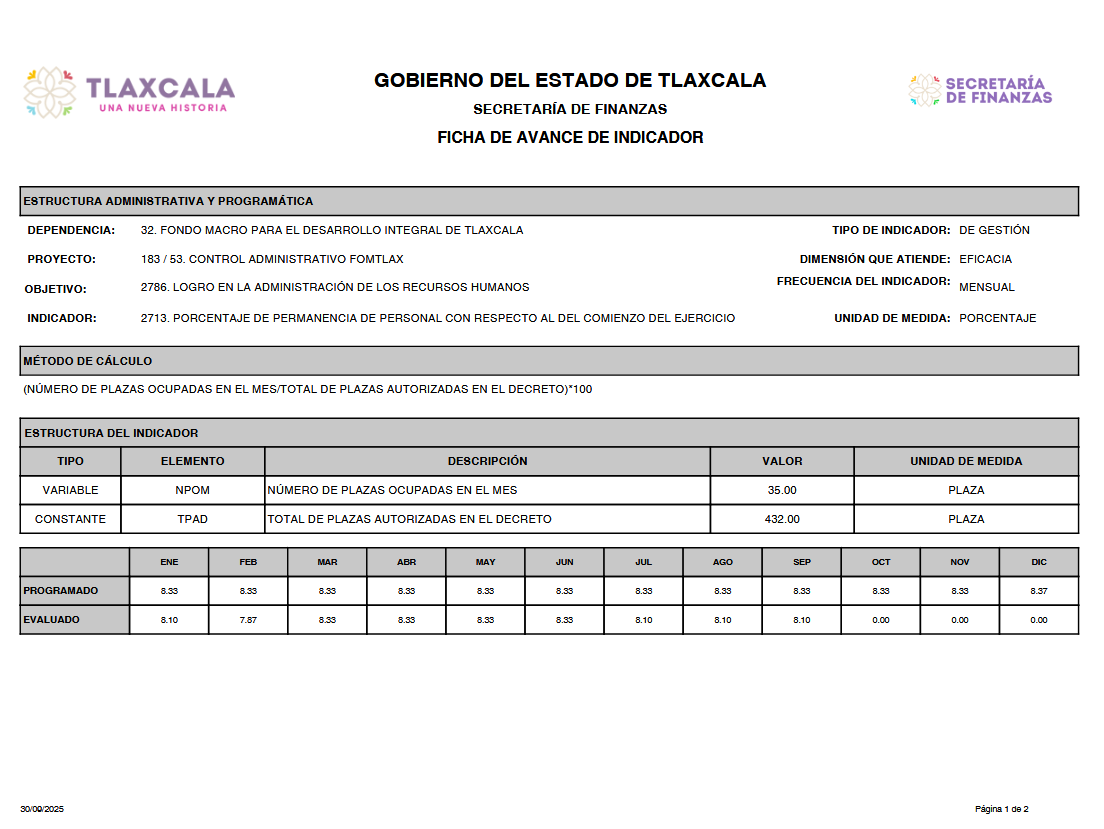 TLAXCALA
UNA NUEVA HISTORIA
GOBIERNO DEL ESTADO DE TLAXCALA
SECRETARÍA DE FINANZAS
FICHA DE AVANCE DE INDICADOR
SECRETARÍA
DE FINANZAS
ESTRUCTURA ADMINISTRATIVA Y PROGRAMÁTICA
DEPENDENCIA: 32. FONDO MACRO PARA EL DESARROLLO INTEGRAL DE TLAXCALA TIPO DE INDICADOR: DE GESTIÓN
PROYECTO: 183 / 53. CONTROL ADMINISTRATIVO FOMTLAX DIMENSIÓN QUE ATIENDE: EFICACIA
OBJETIVO: 2786. LOGRO EN LA ADMINISTRACIÓN DE LOS RECURSOS HUMANOS FRECUENCIA DEL INDICADOR: MENSUAL
INDICADOR: 2713. PORCENTAJE DE PERMANENCIA DE PERSONAL CON RESPECTO AL DEL COMIENZO DEL EJERCICIO UNIDAD DE MEDIDA: PORCENTAJE
MÉTODO DE CÁLCULO
(NÚMERO DE PLAZAS OCUPADAS EN EL MES/TOTAL DE PLAZAS AUTORIZADAS EN EL DECRETO)*100
ESTRUCTURA DEL INDICADOR
TIPO ELEMENTO DESCRIPCIÓN VALOR UNIDAD DE MEDIDA
VARIABLE NPOM NÚMERO DE PLAZAS OCUPADAS EN EL MES 35.00 PLAZA
CONSTANTE TPAD TOTAL DE PLAZAS AUTORIZADAS EN EL DECRETO 432.00 PLAZA
ENE FEB MAR ABR MAY JUN JUL AGO SEP OCT NOV DIC
PROGRAMADO 8.33 8.33 8.33 8.33 8.33 8.33 8.33 8.33 8.33 8.33 8.33 8.37
EVALUADO 8.10 7.87 8.33 8.33 8.33 8.33 8.10 8.10 8.10 0.00 0.00 0.00
30/09/2025 Página 1 de 2